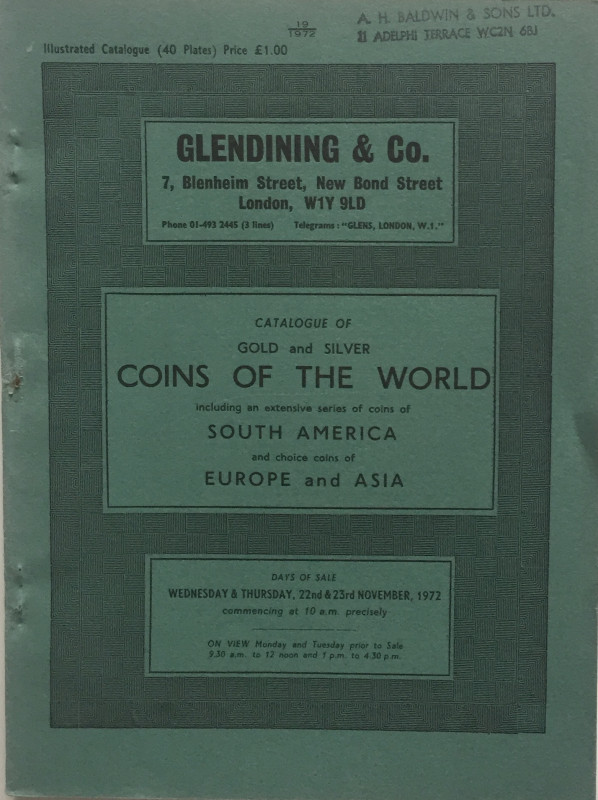 19
1972
A. H. BALDWIN & SONS LTD.
21 ADELPHI TERRACE WC2N 6BJ
Illustrated Catalogue (40 Plates) Price £1.00
GLENDINING & Co.
7, Blenheim Street, New Bond Street
London, W1Y 9LD
Phone 01-493 2445 (3 lines) Telegrams: "GLENS, LONDON, W.1."
CATALOGUE OF
GOLD and SILVER
COINS OF THE WORLD
including an extensive series of coins of
SOUTH AMERICA
and choice coins of
EUROPE and ASIA
DAYS OF SALE
WEDNESDAY & THURSDAY, 22nd & 23rd NOVEMBER, 1972
commencing at 10 a.m. precisely
ON VIEW Monday and Tuesday prior to Sale
9.30 a.m. to 12 noon and 1 p.m. to 4.30 p.m.